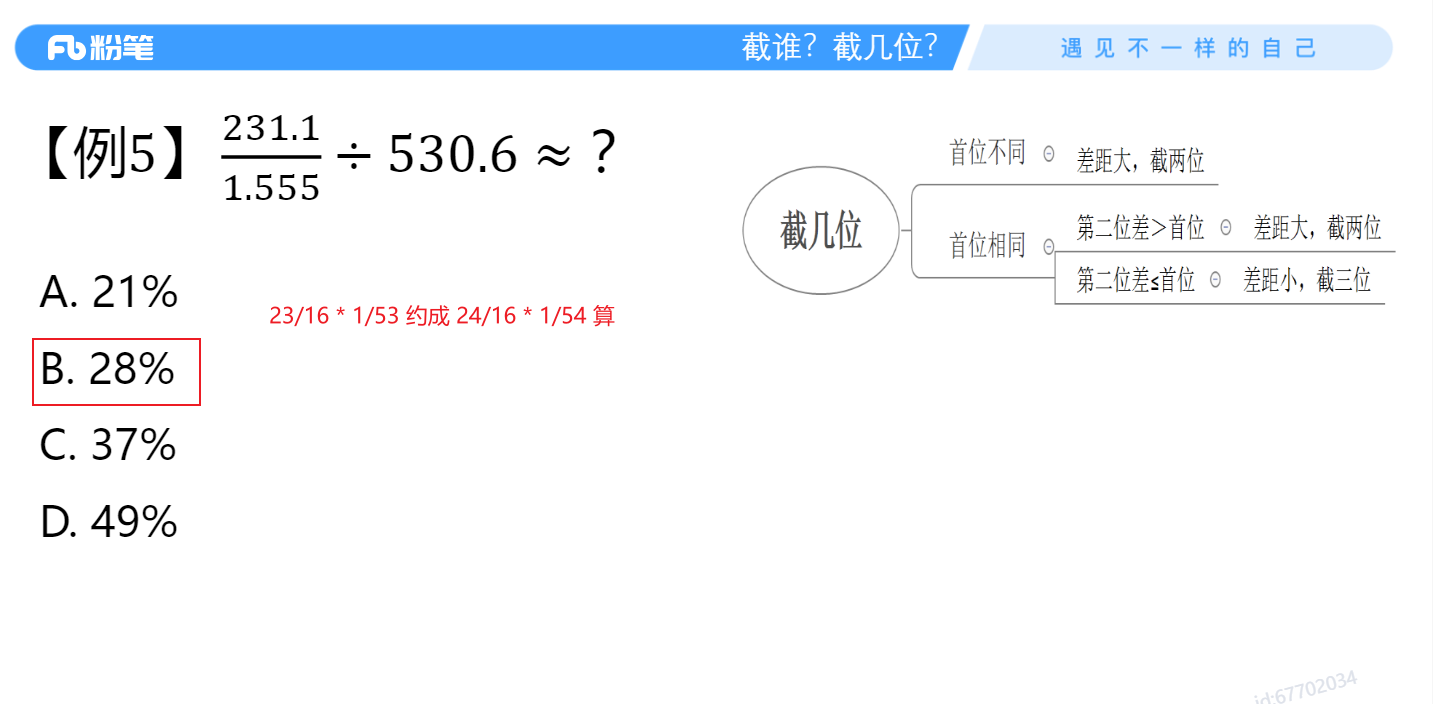 粉笔
截谁？截几位？
遇见不一样的自己
【例5】 231.1/1.555 ÷ 530.6 ≈ ？
A. 21%
23/16 * 1/53 约成 24/16 * 1/54 算
B. 28%
C. 37%
D. 49%
截几位
首位不同
差距大，截两位
首位相同
第二位差＞首位
差距大，截两位
第二位差≤首位
差距小，截三位
id:67702034